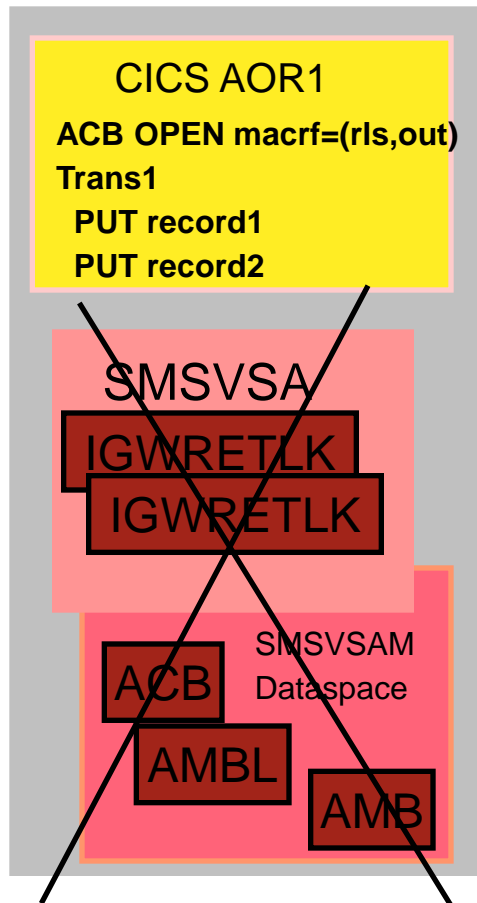 CICS AOR1
ACB OPEN macrf=(rls,out)
Trans1
PUT record1
PUT record2
SMSVSA
IGWRETLK
IGWRETLK
SMSVSAM
Dataspace
ACB
AMBL
AMB